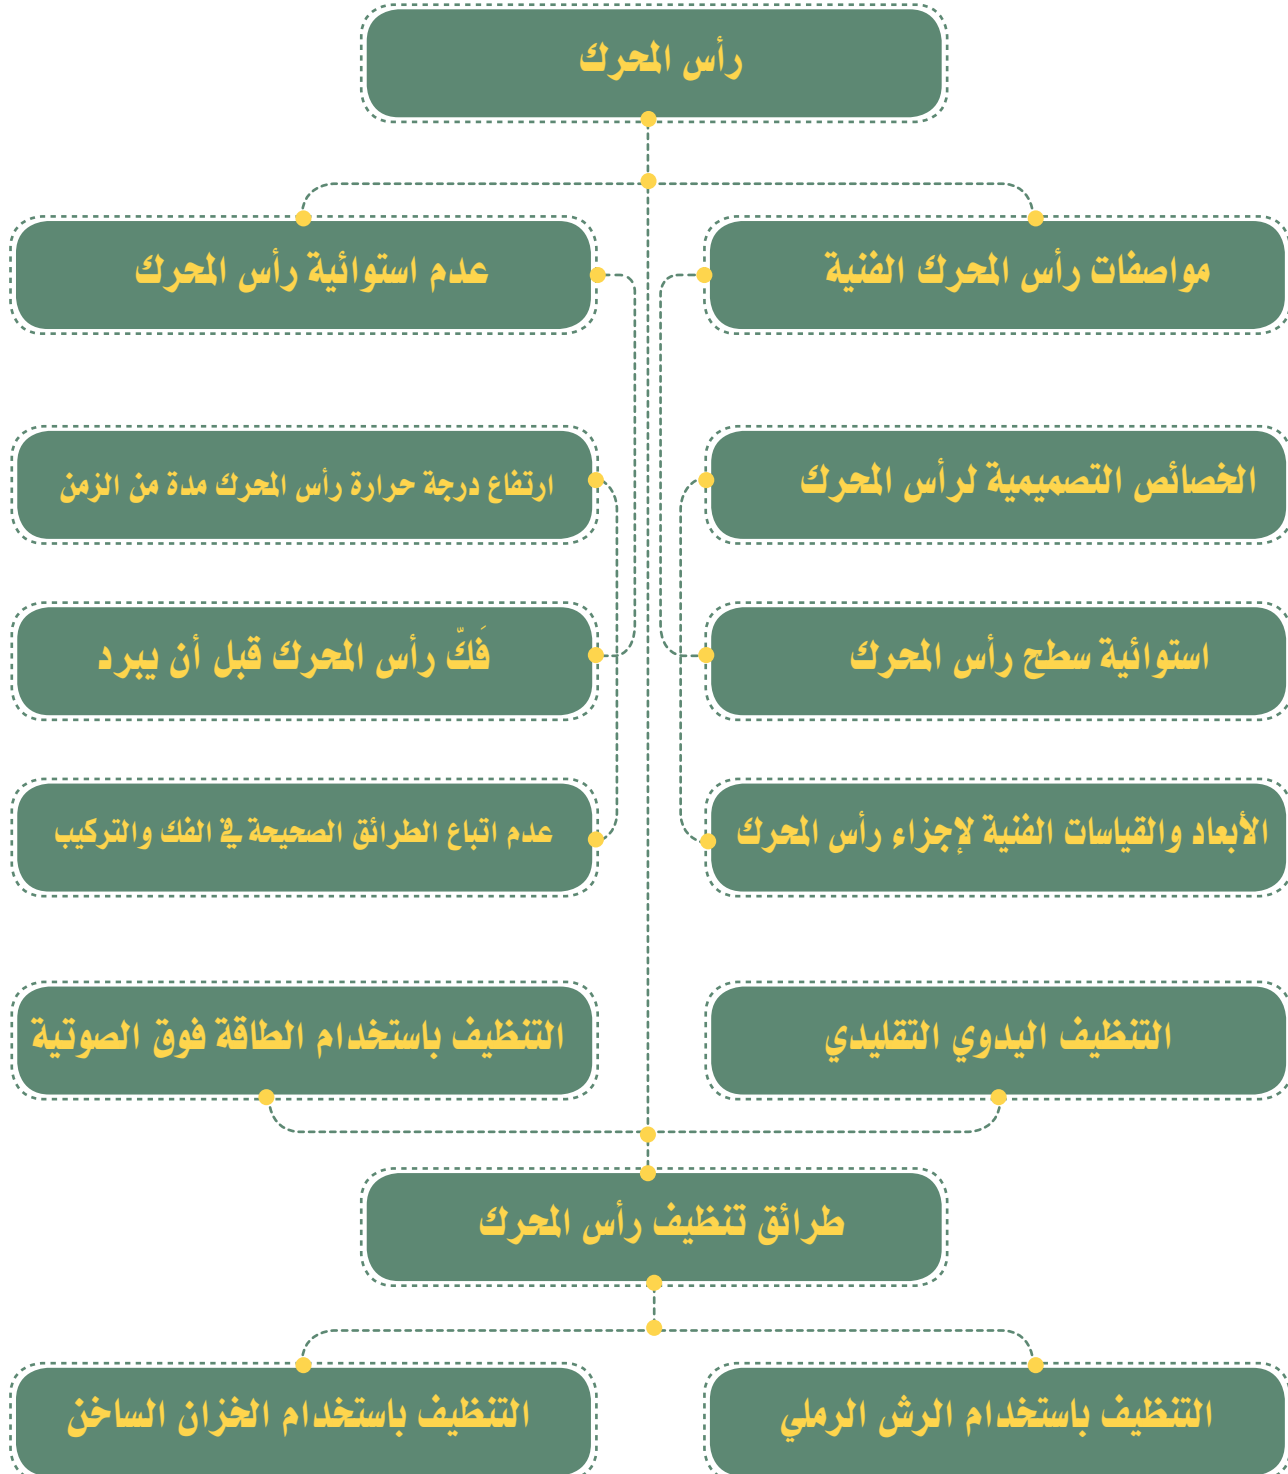 رأس المحرك
مواصفات رأس المحرك الفنية
عدم استوائية رأس المحرك
الخصائص التصميمية لرأس المحرك
ارتفاع درجة حرارة رأس المحرك مدة من الزمن
استوائية سطح رأس المحرك
فَكّ رأس المحرك قبل أن يبرد
الأبعاد والقياسات الفنية لإجزاء رأس المحرك
عدم اتباع الطرائق الصحيحة في الفك والتركيب
التنظيف اليدوي التقليدي
التنظيف باستخدام الطاقة فوق الصوتية
طرائق تنظيف رأس المحرك
التنظيف باستخدام الرش الرملي
التنظيف باستخدام الخزان الساخن